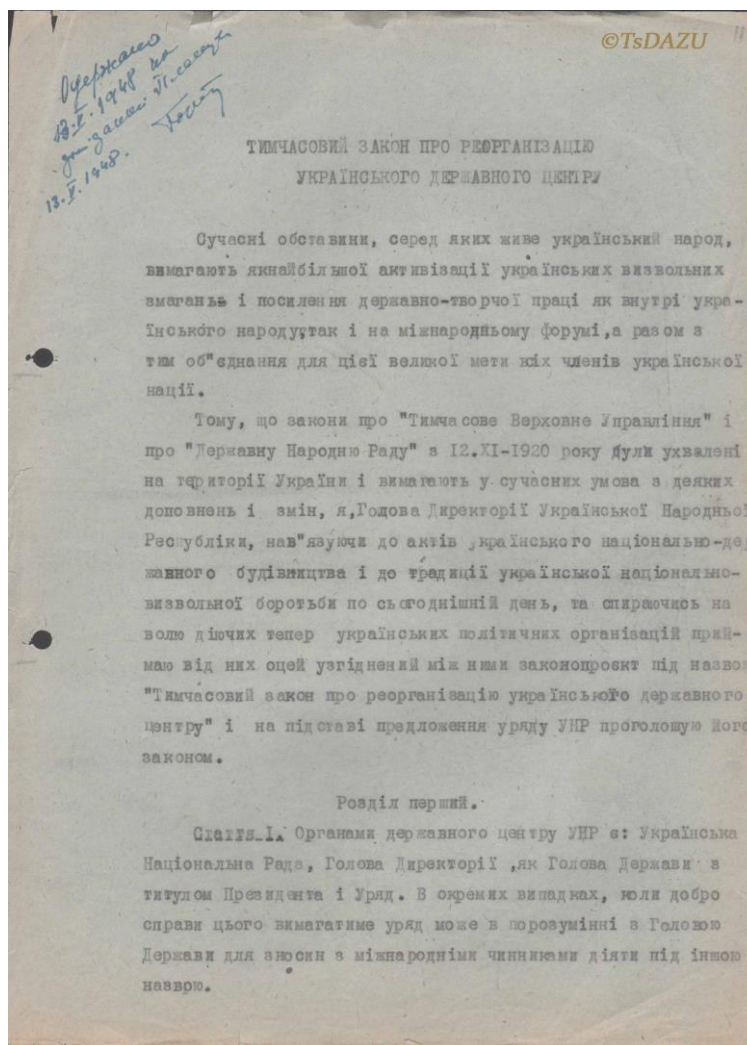 ©TsDAZU
Одержано
13.V.1948 на
засіданні
13.V.1948.
ТИМЧАСОВИЙ ЗАКОН ПРО РЕОРГАНІЗАЦІЮ
УКРАЇНСЬКОГО ДЕРЖАВНОГО ЦЕНТРУ
Сучасні обставини, серед яких живе український народ,
вимагають якнайбільшої активізації українських визвольних
змагань і посилення державно-творчої праці як внутрі укра-
їнського народу,так і на міжнародньому форумі,а разом з
тим об"єднання для цієї великої мети всіх членів української
нації.
Тому, що закони про "Тимчасове Верховне Управління" і
про "Державну Народню Раду" з 12.XI-1920 року були ухвалені
на території України і вимагають у сучасних умова з деяких
доповнень і змін, я,Голова Директорії Української Народньої
Республіки, нав"язуючи до актів українського національно-де
жавного будівництва і до традиції української національно-
визвольної боротьби по сьогоднішній день, та спираючись на
волю діючих тепер українських політичних організацій прий-
маю від них оцей узгіднений між ними законопроєкт під назво
"Тимчасовий закон про реорганізацію українського державного
центру" і на підставі предложення уряду УНР проголошую його
законом.
Розділ перший.
Стаття І. Органами державного центру УНР є: Українська
Національна Рада, Голова Директорії ,як Голова Держави з
титулом Президента і Уряд. В окремих випадках, коли добро
справи цього вимагатиме уряд може в порозумінні з Головою
Держави для зносин з міжнародніми чинниками діяти під іншою
назврю.